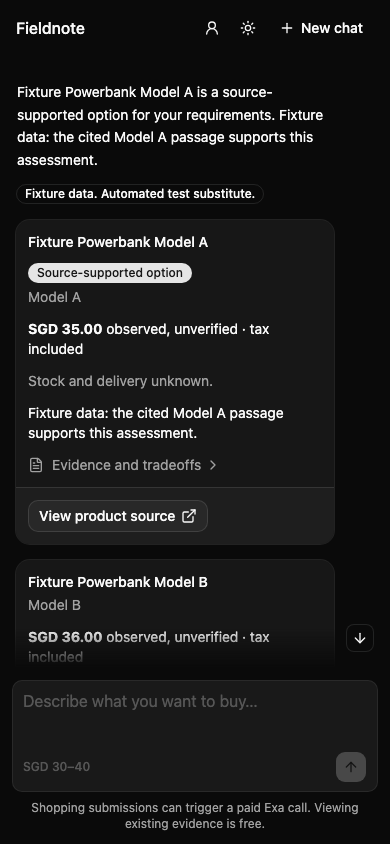 Fieldnote
New chat
Fixture Powerbank Model A is a source-
supported option for your requirements. Fixture
data: the cited Model A passage supports this
assessment.
Fixture data. Automated test substitute.
Fixture Powerbank Model A
Source-supported option
Model A
SGD 35.00 observed, unverified · tax
included
Stock and delivery unknown.
Fixture data: the cited Model A passage
supports this assessment.
Evidence and tradeoffs
View product source
Fixture Powerbank Model B
Model B
SGD 36.00 observed, unverified · tax
included
Describe what you want to buy...
SGD 30–40
Shopping submissions can trigger a paid Exa call. Viewing
existing evidence is free.